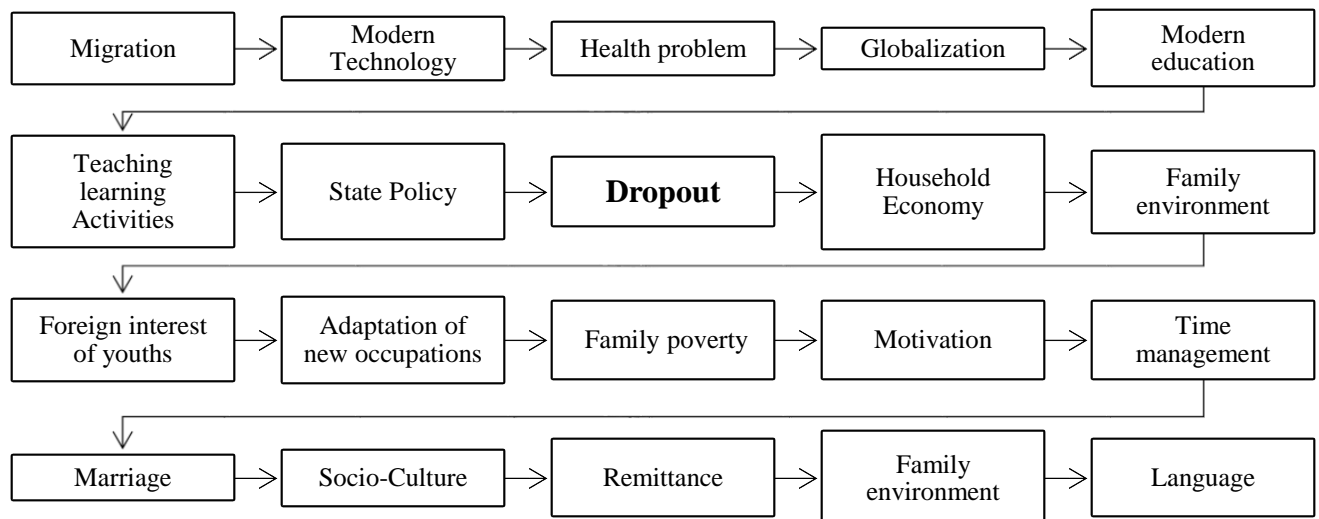 Migration
Modern
Technology
Health problem
Globalization
Modern
education
Teaching
learning
Activities
State Policy
Dropout
Household
Economy
Family
environment
Foreign interest
of youths
Adaptation of
new occupations
Family poverty
Motivation
Time
management
Marriage
Socio-Culture
Remittance
Family
environment
Language